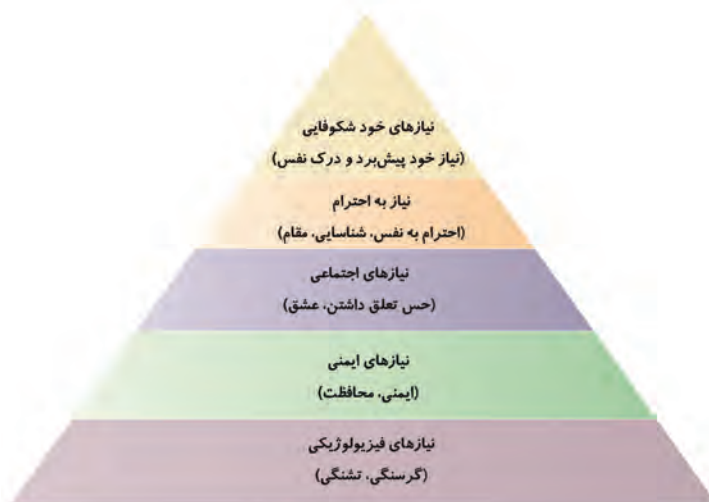 نیازهای خود شکوفایی
(نیاز خود پیش‌برد و درک نفس)
نیاز به احترام
(احترام به نفس، شناسایی، مقام)
نیازهای اجتماعی
(حس تعلق داشتن، عشق)
نیازهای ایمنی
(ایمنی، محافظت)
نیازهای فیزیولوژیکی
(گرسنگی، تشنگی)